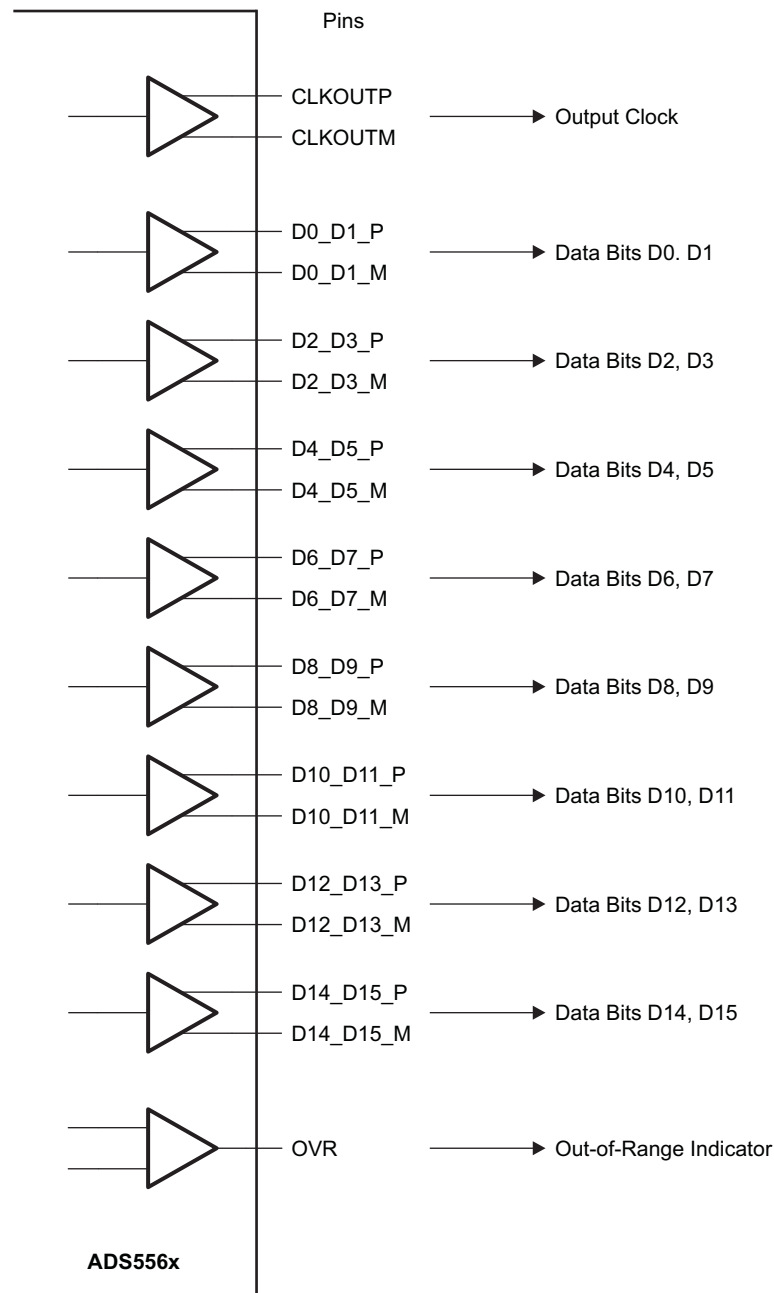 Pins
CLKOUTP
CLKOUTM
Output Clock
D0_D1_P
D0_D1_M
Data Bits D0. D1
D2_D3_P
D2_D3_M
Data Bits D2, D3
D4_D5_P
D4_D5_M
Data Bits D4, D5
D6_D7_P
D6_D7_M
Data Bits D6, D7
D8_D9_P
D8_D9_M
Data Bits D8, D9
D10_D11_P
D10_D11_M
Data Bits D10, D11
D12_D13_P
D12_D13_M
Data Bits D12, D13
D14_D15_P
D14_D15_M
Data Bits D14, D15
OVR
Out-of-Range Indicator
ADS556x